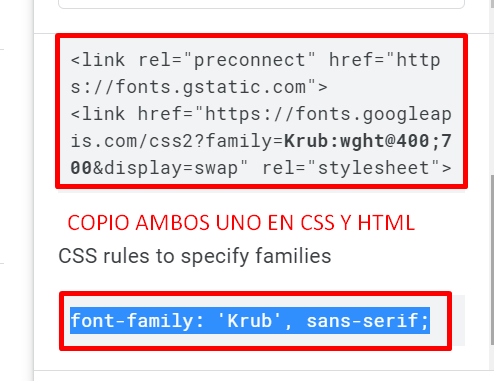 <link rel="preconnect" href="http
s://fonts.gstatic.com">
<link href="https://fonts.googleap
is.com/css2?family=Krub:wght@400;7
00&display=swap" rel="stylesheet">
COPIO AMBOS UNO EN CSS Y HTML
CSS rules to specify families
font-family: 'Krub', sans-serif;